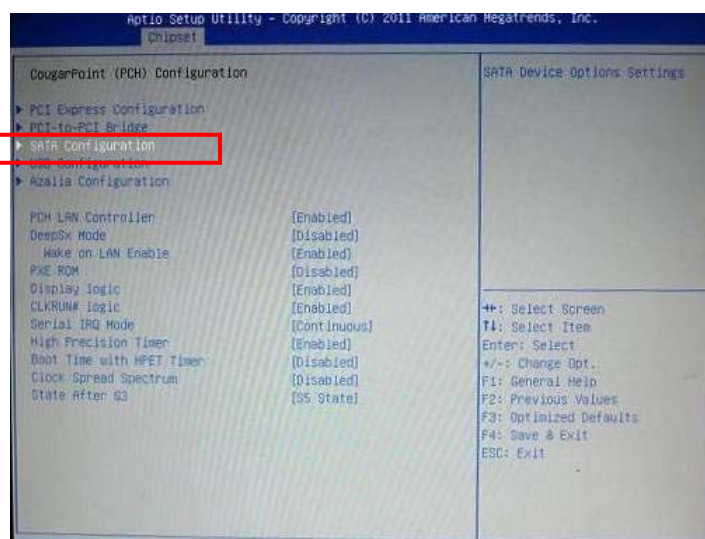 Aptio Setup Utility - Copyright (C) 2011 American Megatrends, Inc.
Chipset
CougarPoint (PCH) Configuration
PCI Express Configuration
PCI-to-PCI Bridge
SATA Configuration
USB Configuration
Azalia Configuration
PCH LAN Controller [Enabled]
DeepSx Mode [Disabled]
Wake on LAN Enable [Enabled]
PXE ROM [Disabled]
Display logic [Enabled]
CLKRUN# logic [Enabled]
Serial IRQ Mode [Continuous]
High Precision Timer [Enabled]
Boot Time with HPET Timer [Disabled]
Clock Spread Spectrum [Disabled]
State After G3 [S5 State]
SATA Device Options Settings
→←: Select Screen
↑↓: Select Item
Enter: Select
+/-: Change Opt.
F1: General Help
F2: Previous Values
F3: Optimized Defaults
F4: Save & Exit
ESC: Exit